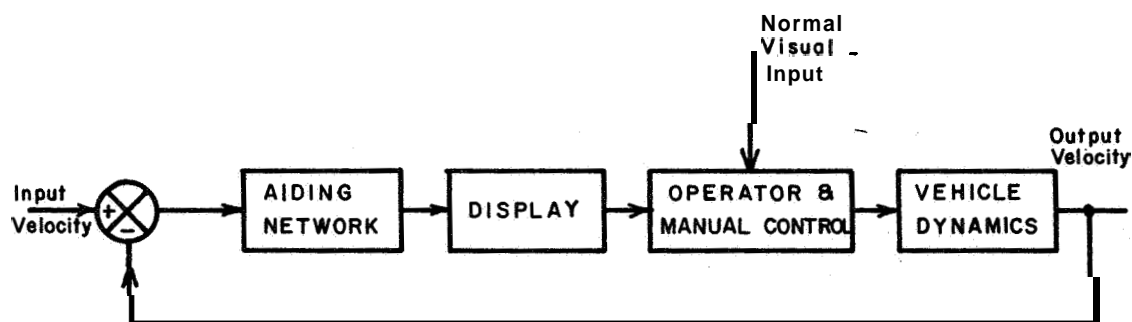 Normal
Visual
Input
Output
Velocity
Input
Velocity
+
-
AIDING
NETWORK
DISPLAY
OPERATOR &
MANUAL CONTROL
VEHICLE
DYNAMICS